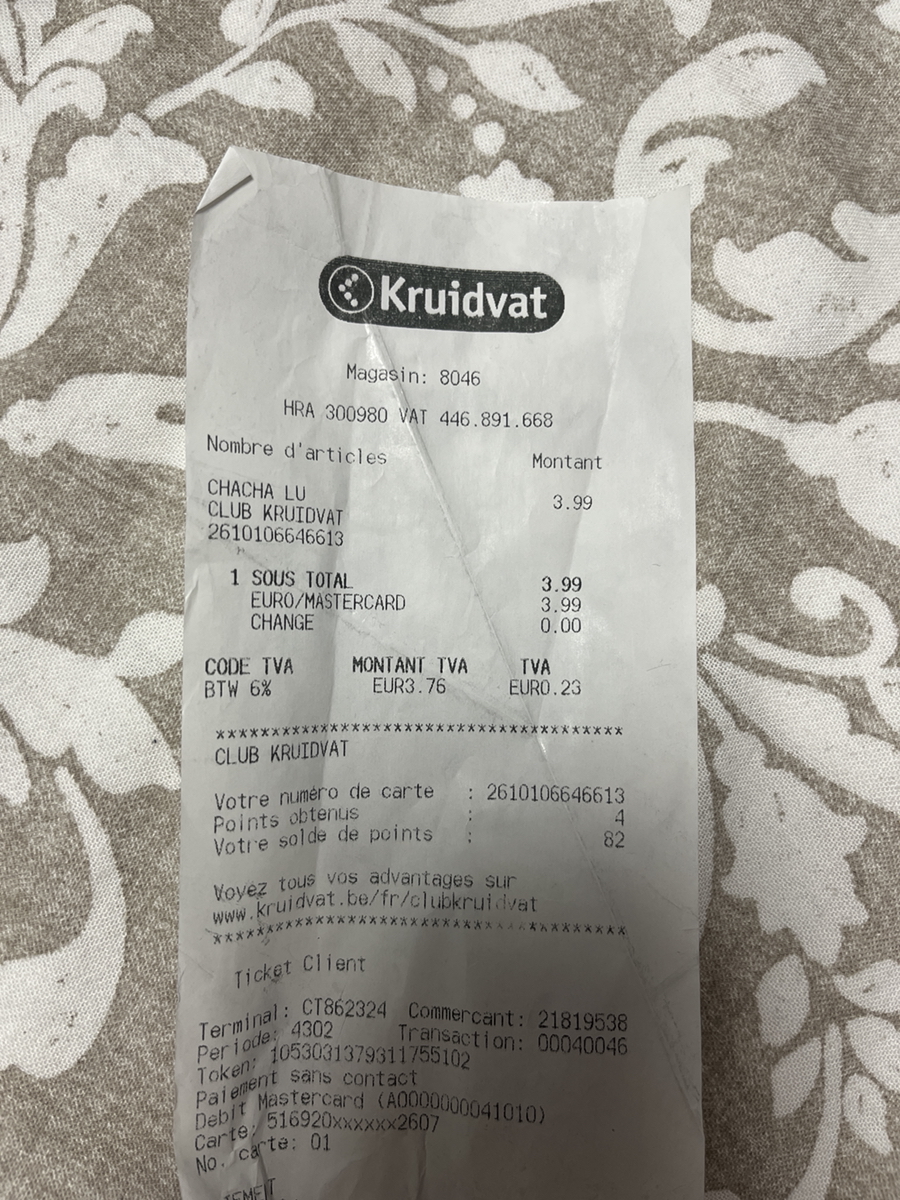 Kruidvat
Magasin: 8046
HRA 300980 VAT 446.891.668
Nombre d'articles Montant
CHACHA LU 3.99
CLUB KRUIDVAT
2610106646613
1 SOUS TOTAL 3.99
EURO/MASTERCARD 3.99
CHANGE 0.00
CODE TVA MONTANT TVA TVA
BTW 6% EUR3.76 EUR0.23
*************************************
CLUB KRUIDVAT
Votre numéro de carte : 2610106646613
Points obtenus : 4
Votre solde de points : 82
Voyez tous vos advantages sur
www.kruidvat.be/fr/clubkruidvat
*************************************
Ticket Client
Terminal: CT862324 Commercant: 21819538
Periode: 4302 Transaction: 00040046
Token: 1053031379311755102
Paiement sans contact
Debit Mastercard (A0000000041010)
Carte: 516920xxxxxx2607
No. carte: 01